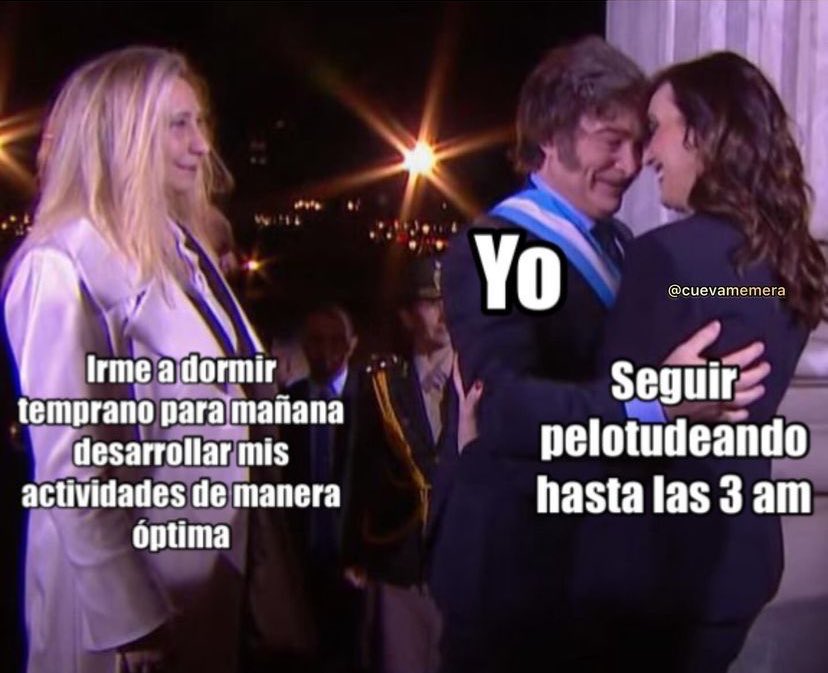 Yo
@cuevamemera
Irme a dormir
temprano para mañana
desarrollar mis
actividades de manera
óptima
Seguir
pelotudeando
hasta las 3 am